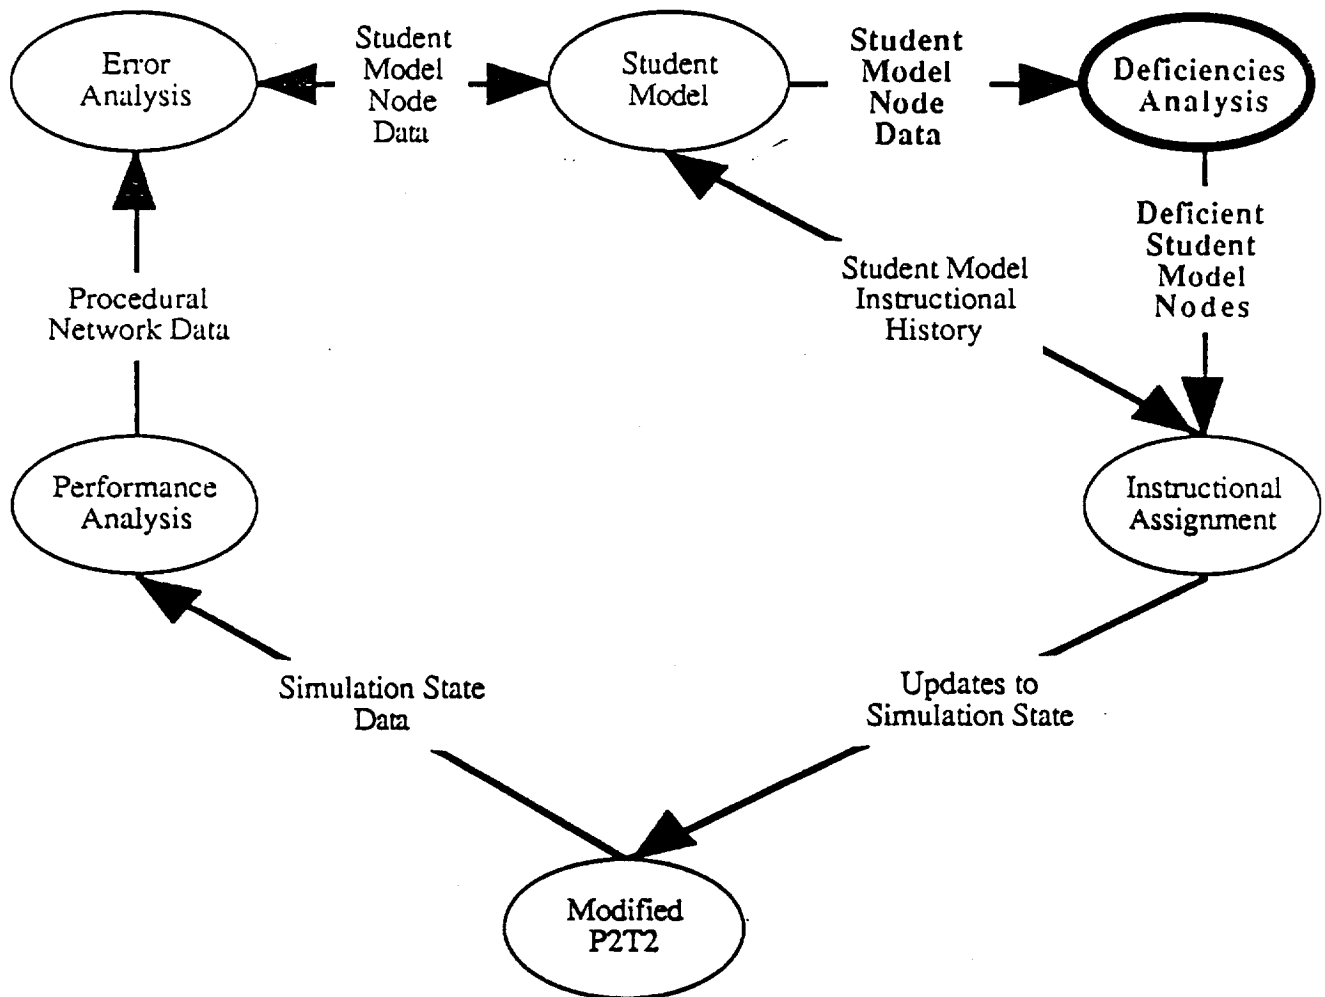 Error
Analysis
Student
Model
Node
Data
Student
Model
Student
Model
Node
Data
Deficiencies
Analysis
Deficient
Student
Model
Nodes
Student Model
Instructional
History
Procedural
Network Data
Performance
Analysis
Instructional
Assignment
Simulation State
Data
Updates to
Simulation State
Modified
P2T2